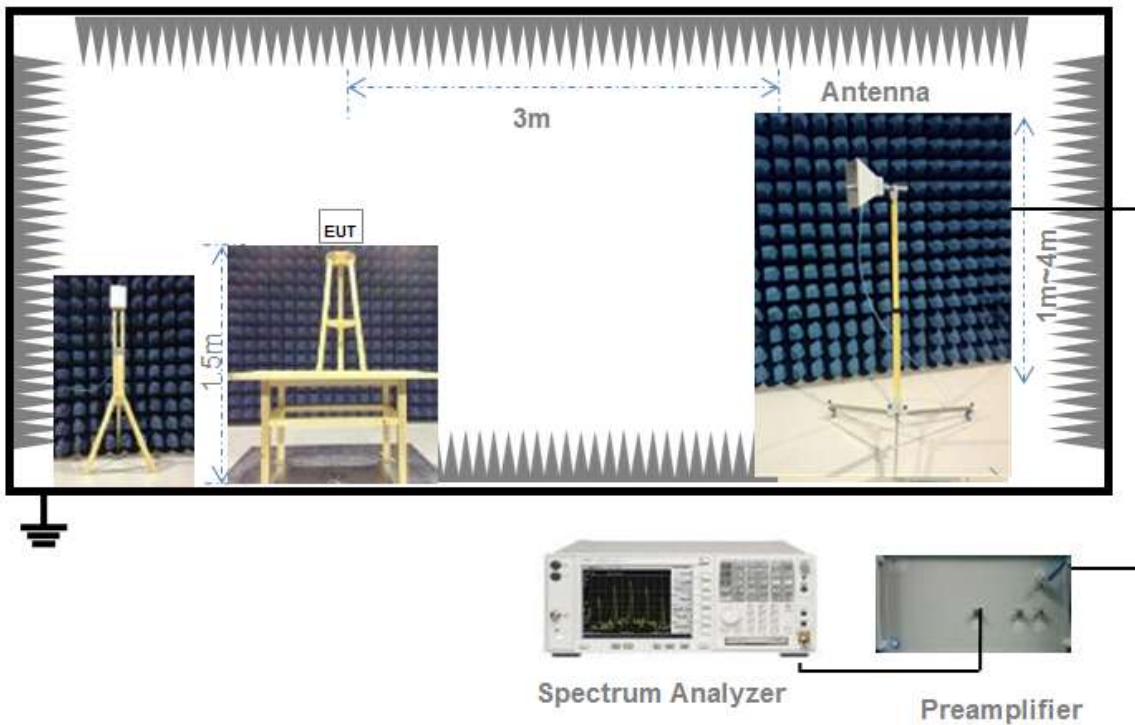 Antenna
3m
EUT
1.5m
1m~4m
Spectrum Analyzer
Preamplifier